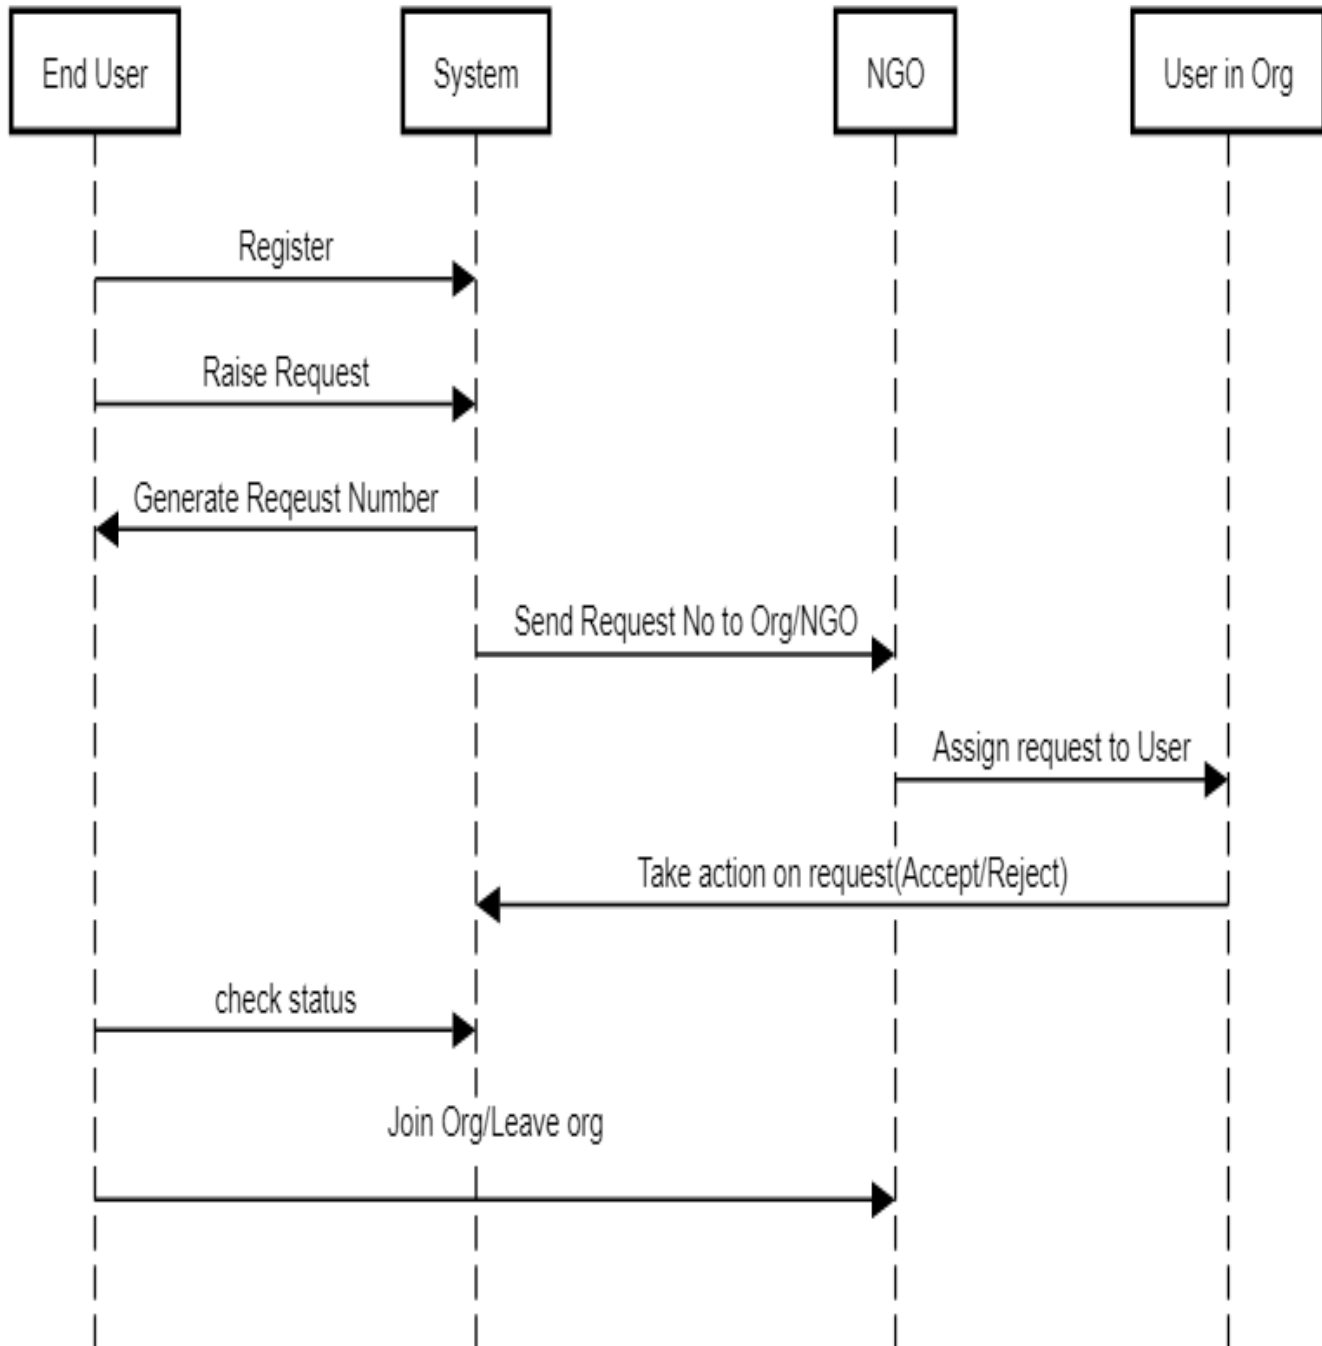 End User
System
NGO
User in Org
Register
Raise Request
Generate Reqeust Number
Send Request No to Org/NGO
Assign request to User
Take action on request(Accept/Reject)
check status
Join Org/Leave org